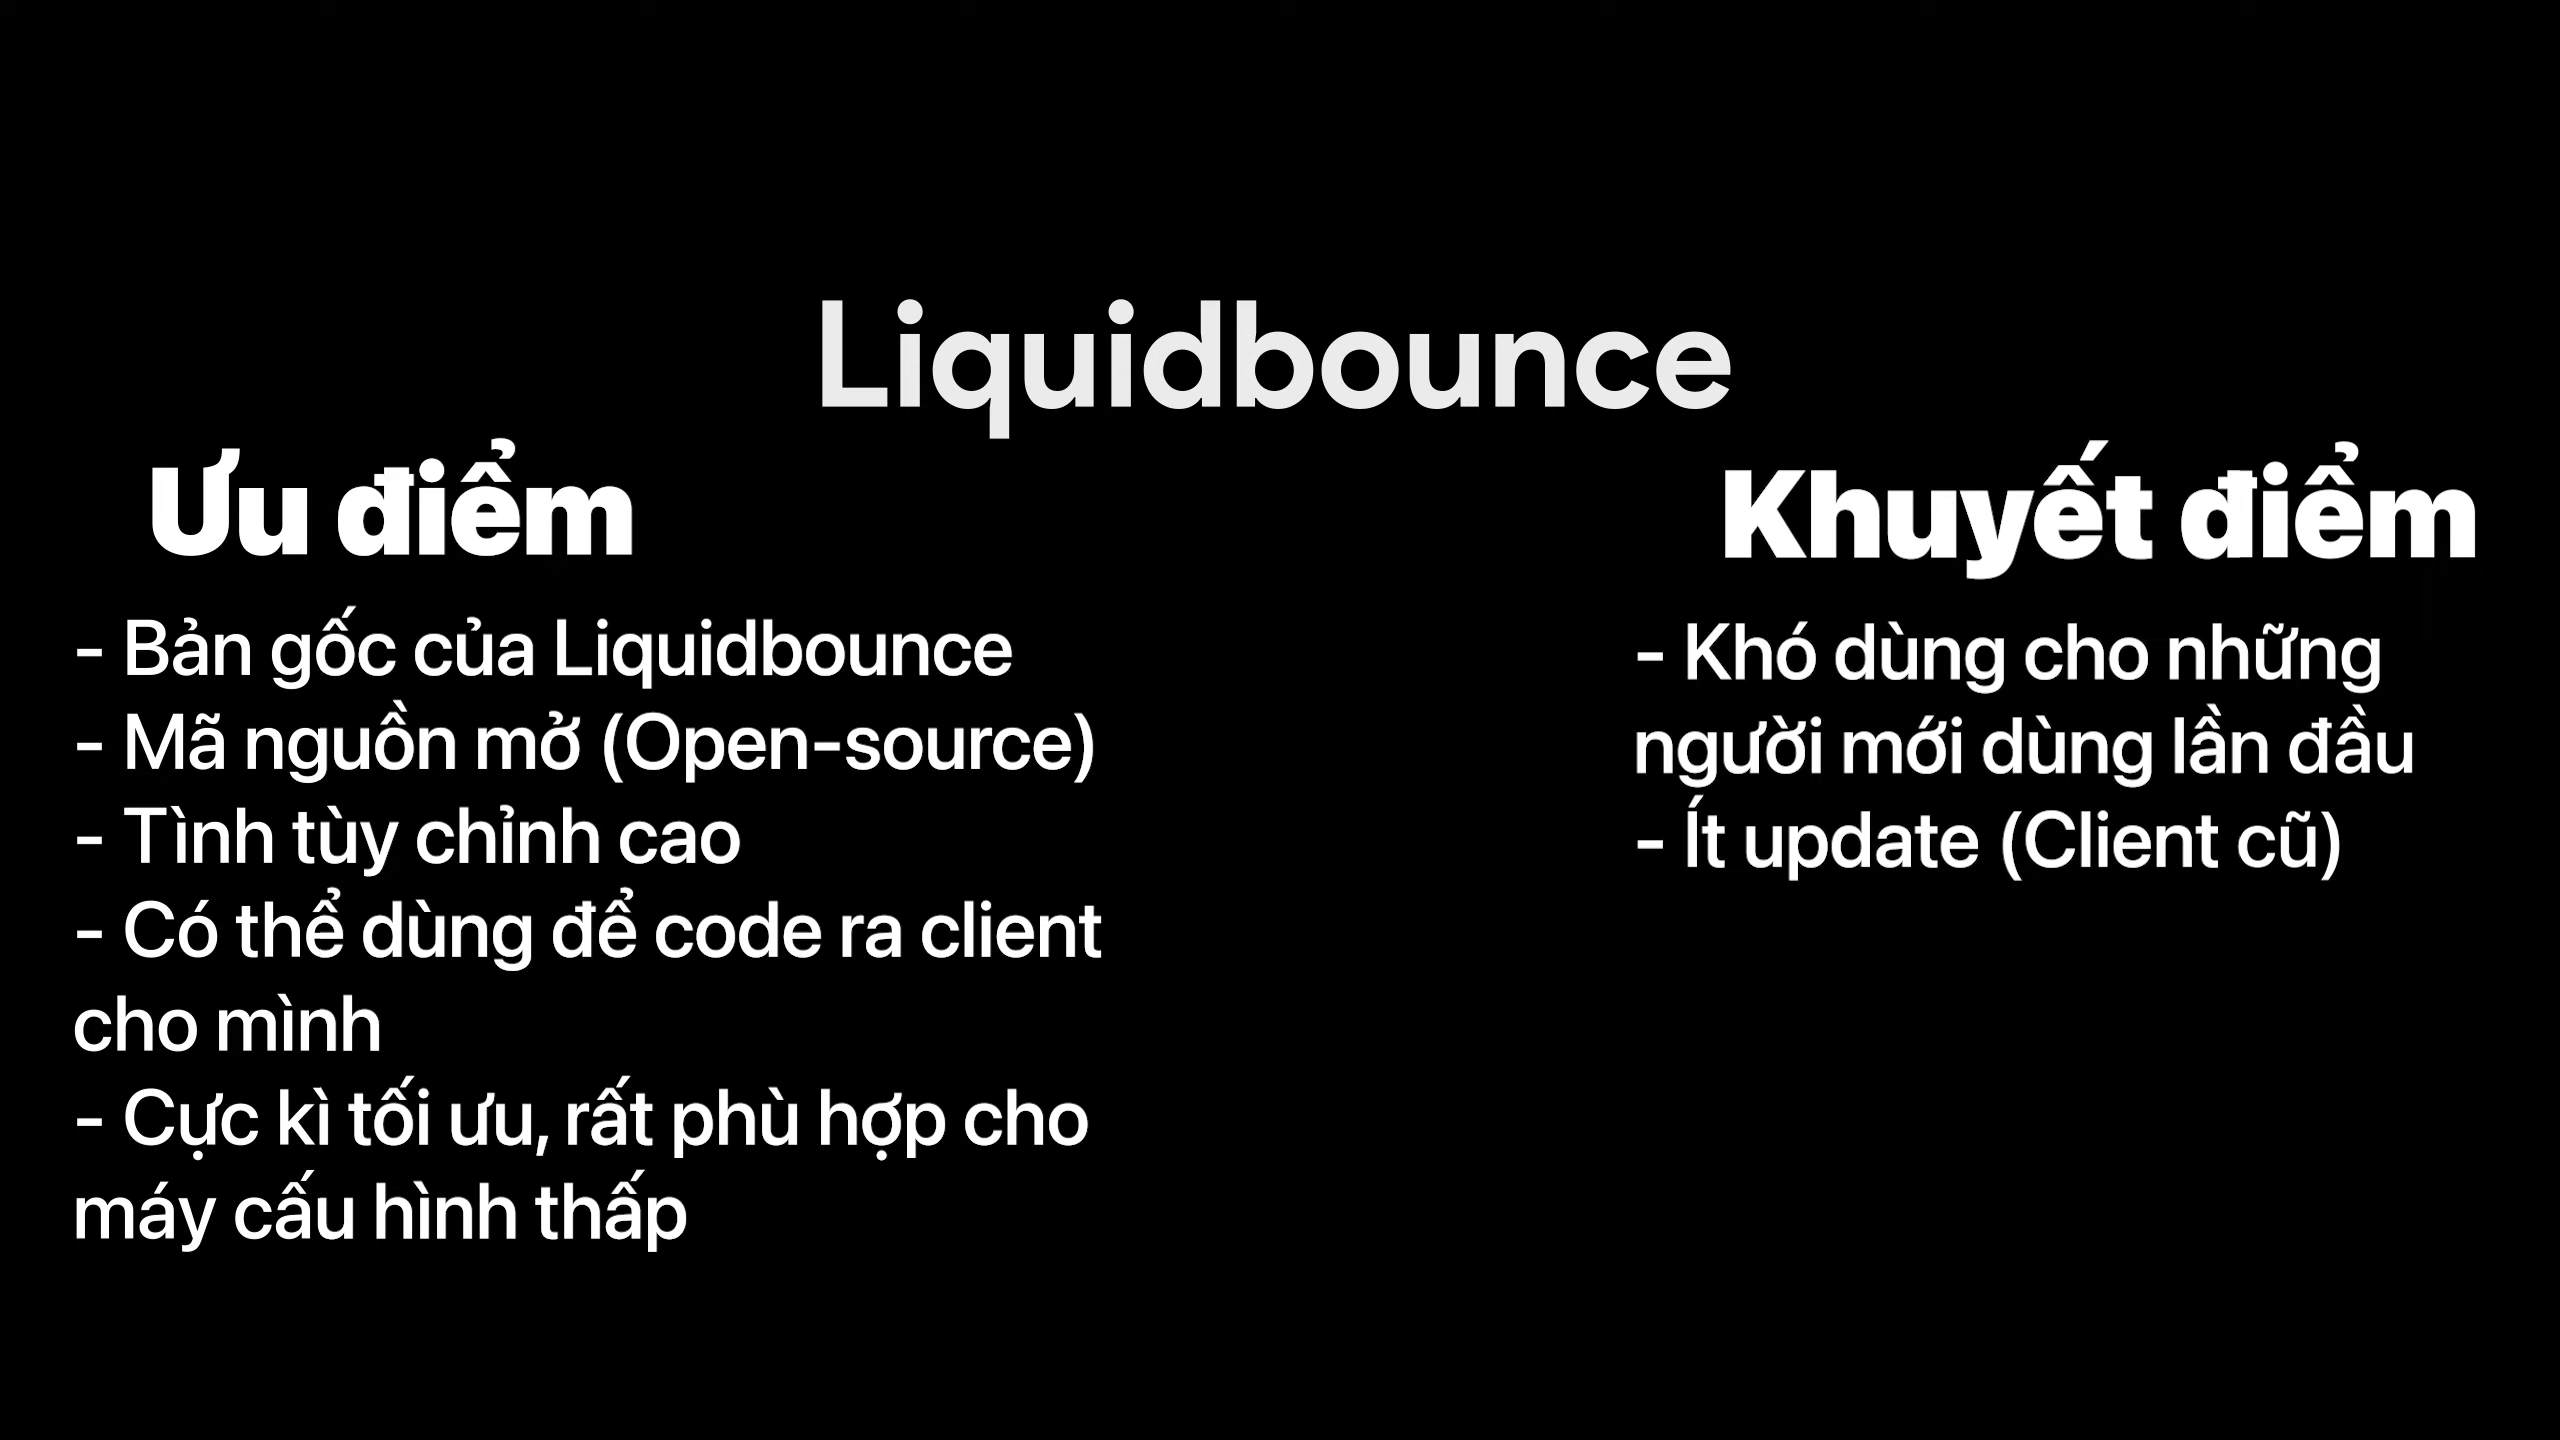 Liquidbounce
Ưu điểm
- Bản gốc của Liquidbounce
- Mã nguồn mở (Open-source)
- Tình tùy chỉnh cao
- Có thể dùng để code ra client
cho mình
- Cực kì tối ưu, rất phù hợp cho
máy cấu hình thấp
Khuyết điểm
- Khó dùng cho những
người mới dùng lần đầu
- Ít update (Client cũ)